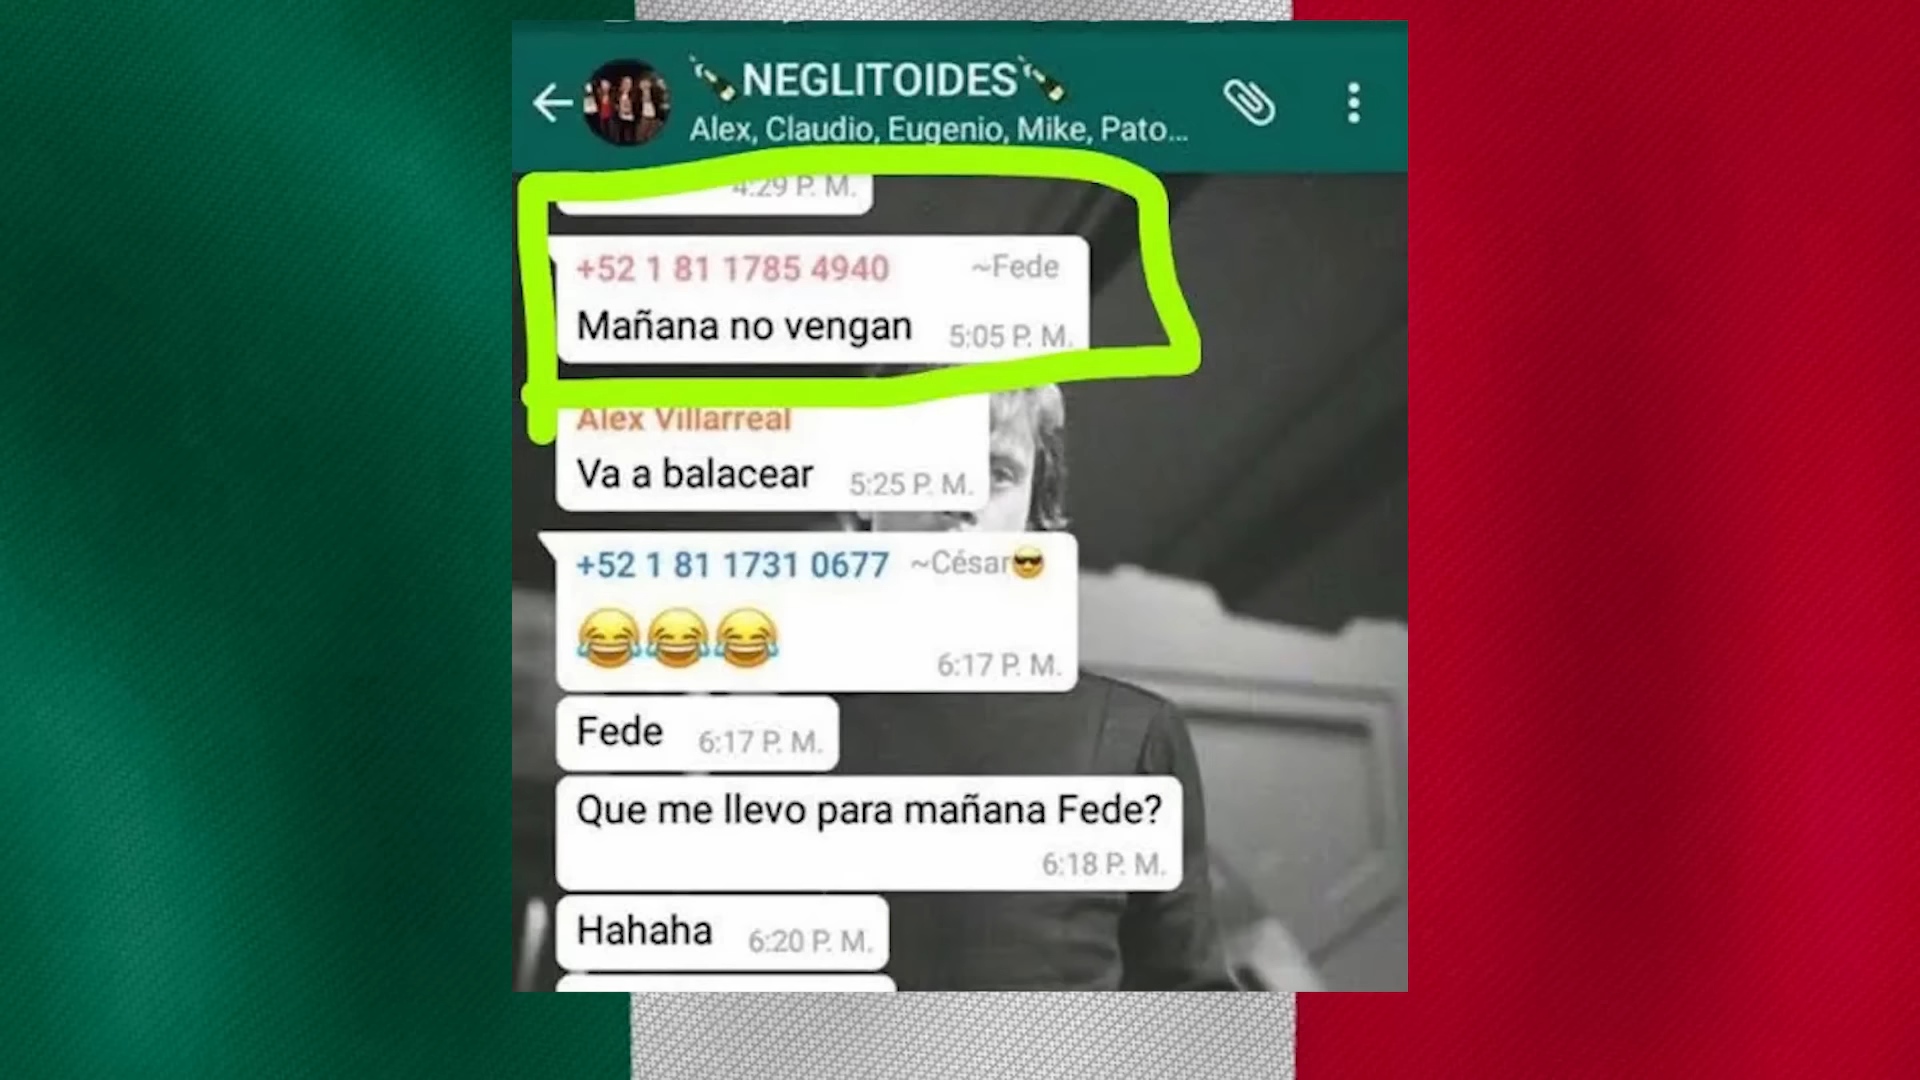 NEGLITOIDES
Alex, Claudio, Eugenio, Mike, Pato...
4:29 P. M.
+52 1 81 1785 4940 ~Fede
Mañana no vengan 5:05 P. M.
Alex Villarreal
Va a balacear 5:25 P. M.
+52 1 81 1731 0677 ~César😎
😂😂😂
6:17 P. M.
Fede 6:17 P. M.
Que me llevo para mañana Fede?
6:18 P. M.
Hahaha 6:20 P. M.